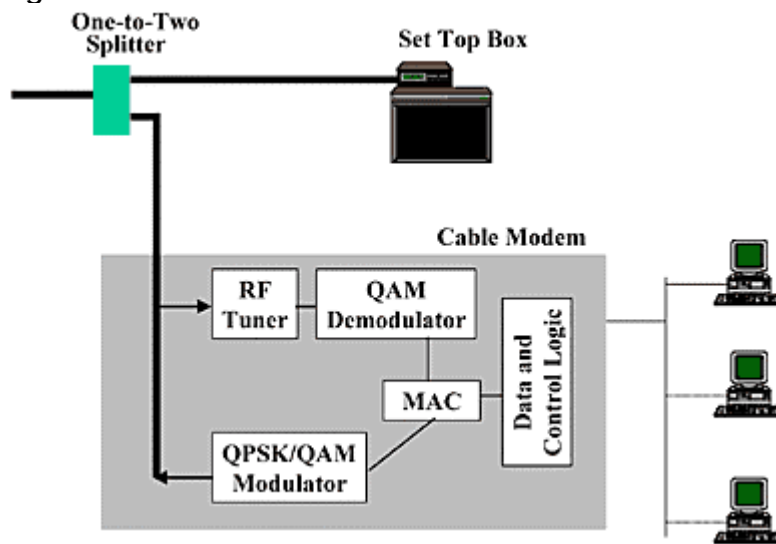 One-to-Two
Splitter
Set Top Box
Cable Modem
RF
Tuner
QAM
Demodulator
MAC
Data and
Control Logic
QPSK/QAM
Modulator